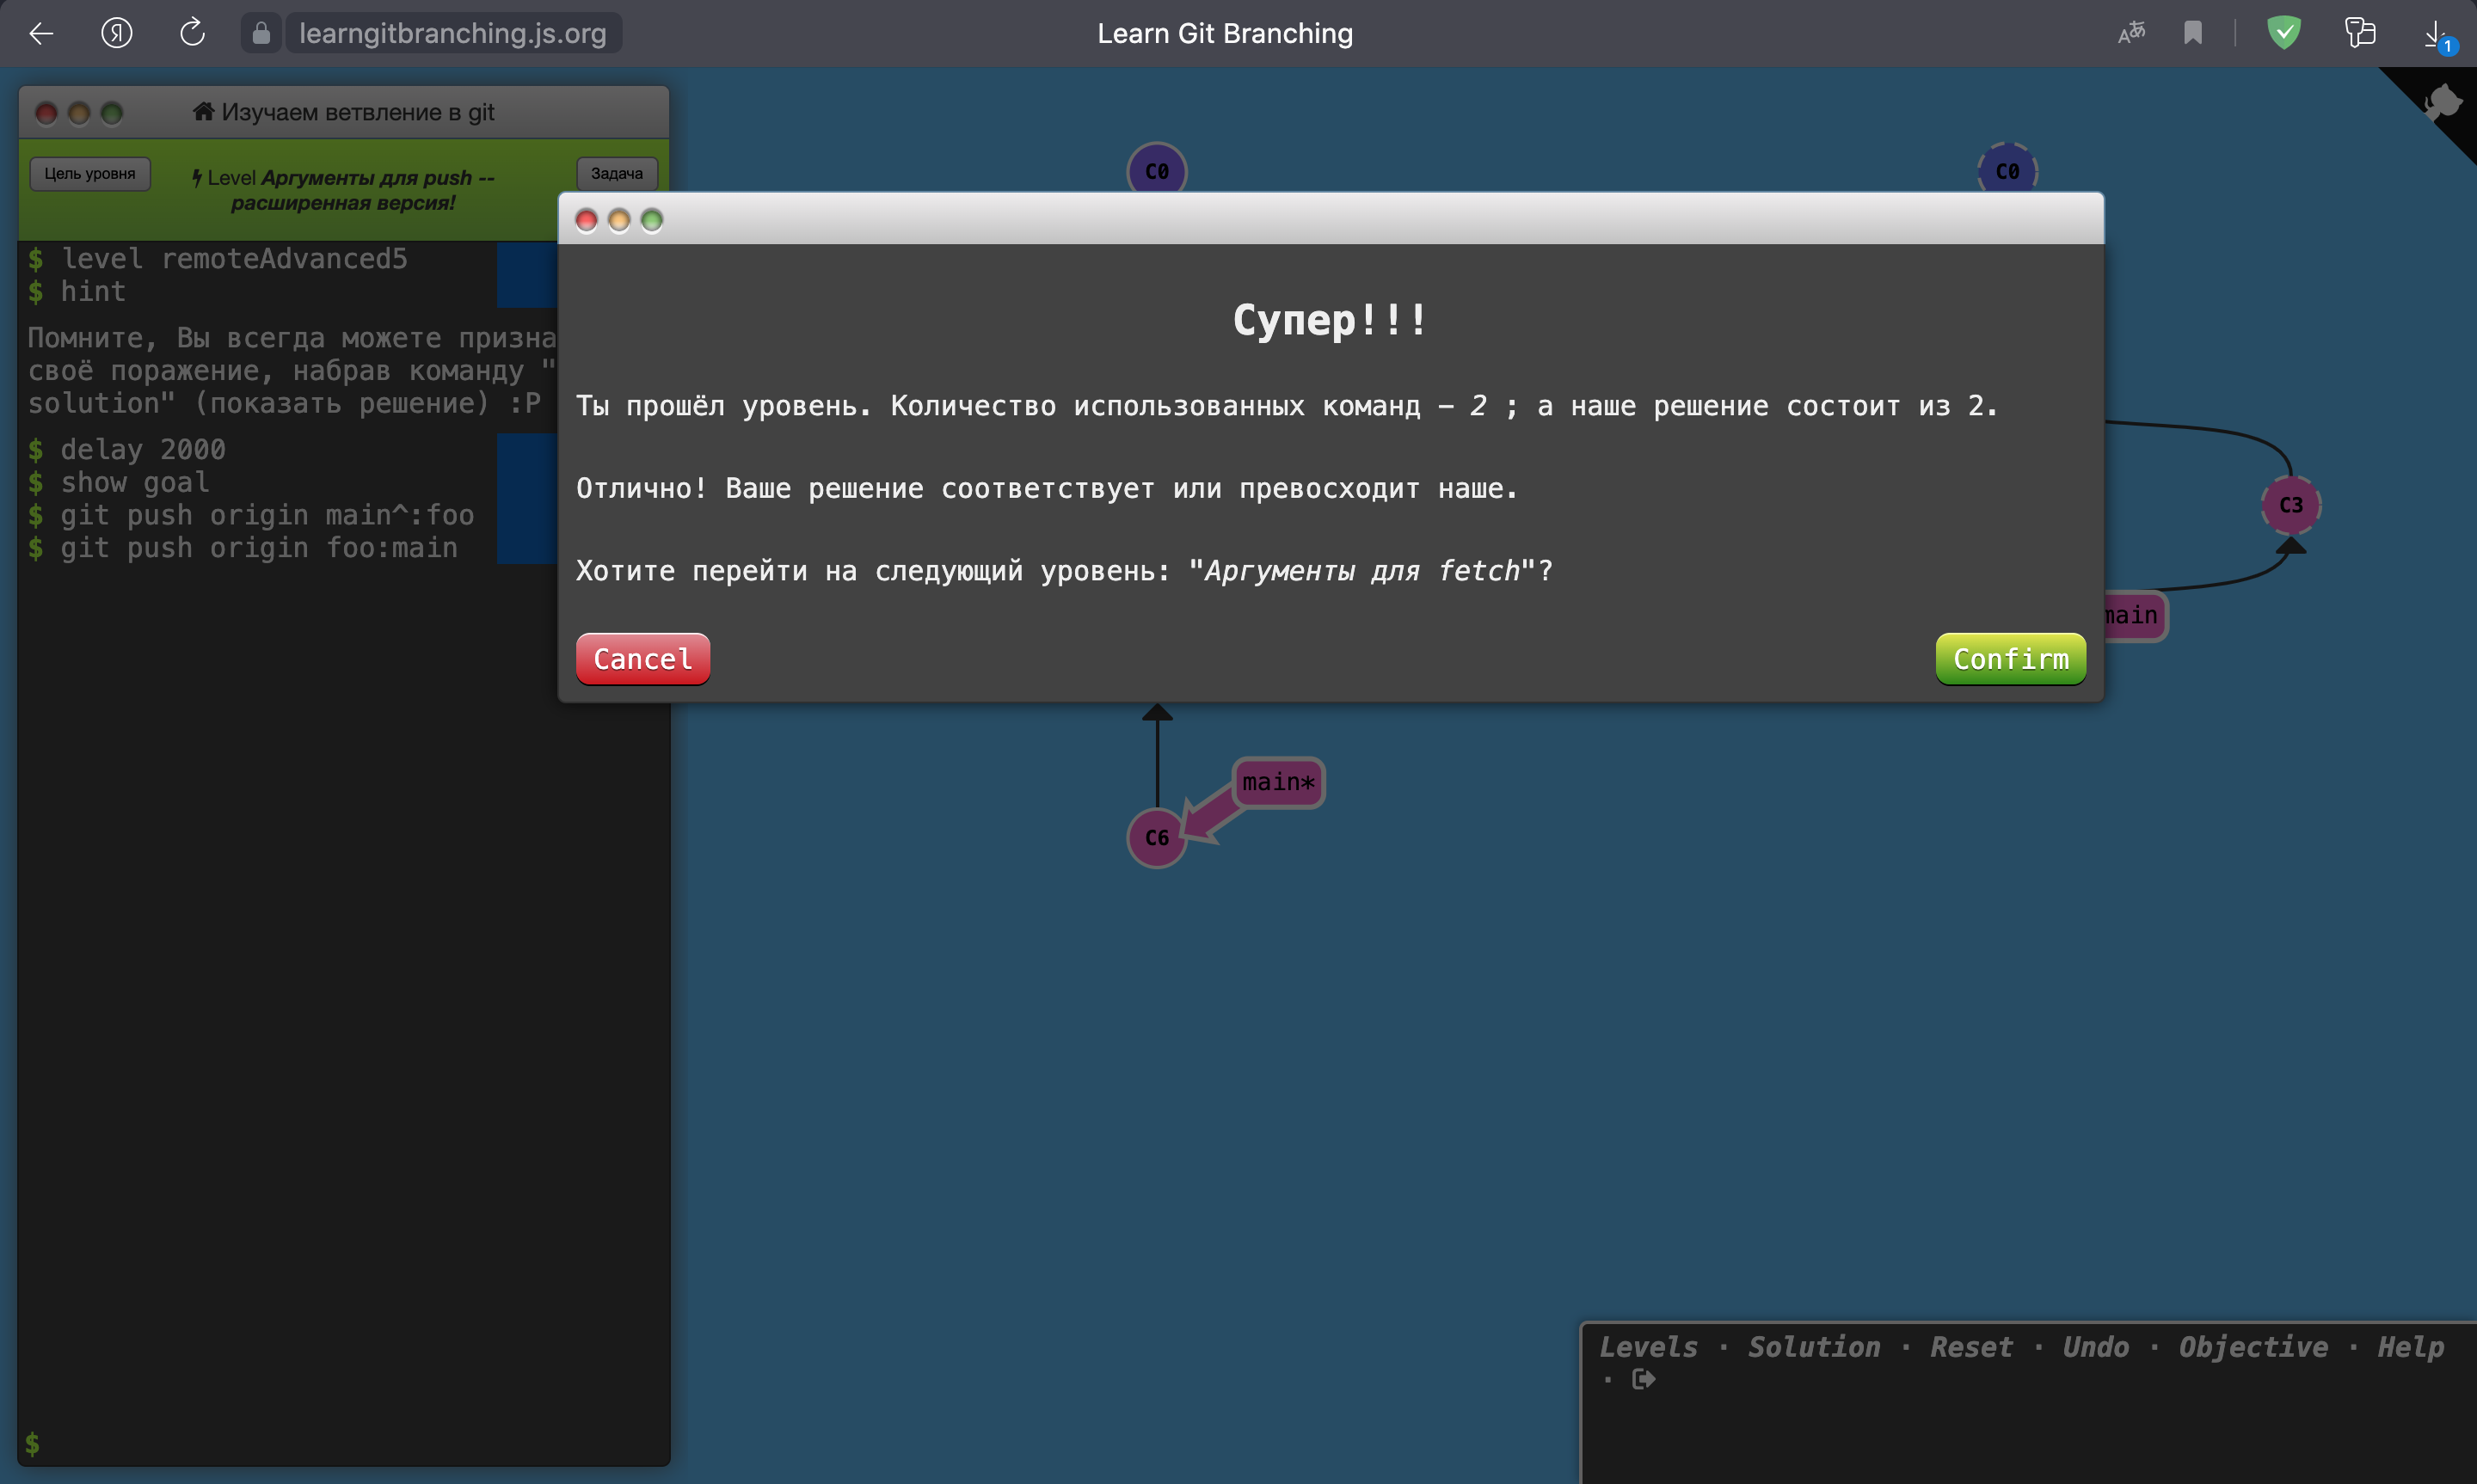 learngitbranching.js.org
Learn Git Branching
1
Изучаем ветвление в git
Цель уровня
Level Аргументы для push --
расширенная версия!
Задача
$ level remoteAdvanced5
$ hint
Помните, Вы всегда можете призна
своё поражение, набрав команду "
solution" (показать решение) :P
$ delay 2000
$ show goal
$ git push origin main^:foo
$ git push origin foo:main
$
C0
C0
Супер!!!
Ты прошёл уровень. Количество использованных команд – 2 ; а наше решение состоит из 2.
Отлично! Ваше решение соответствует или превосходит наше.
Хотите перейти на следующий уровень: "Аргументы для fetch"?
Cancel
Confirm
C3
main
main*
C6
Levels · Solution · Reset · Undo · Objective · Help
·